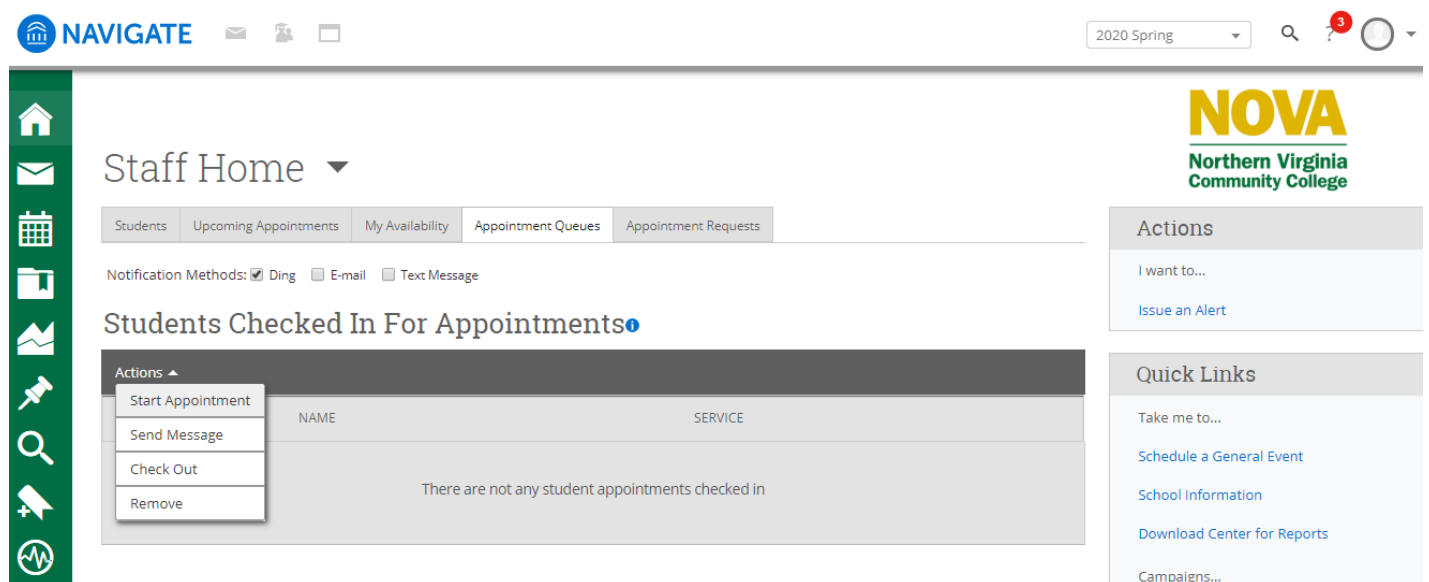 NAVIGATE
2020 Spring
? 3
NOVA
Northern Virginia
Community College
Staff Home
Students Upcoming Appointments My Availability Appointment Queues Appointment Requests
Notification Methods: Ding E-mail Text Message
Students Checked In For Appointments
Actions
Start Appointment
Send Message
Check Out
Remove
NAME SERVICE
There are not any student appointments checked in
Actions
I want to...
Issue an Alert
Quick Links
Take me to...
Schedule a General Event
School Information
Download Center for Reports
Campaigns...